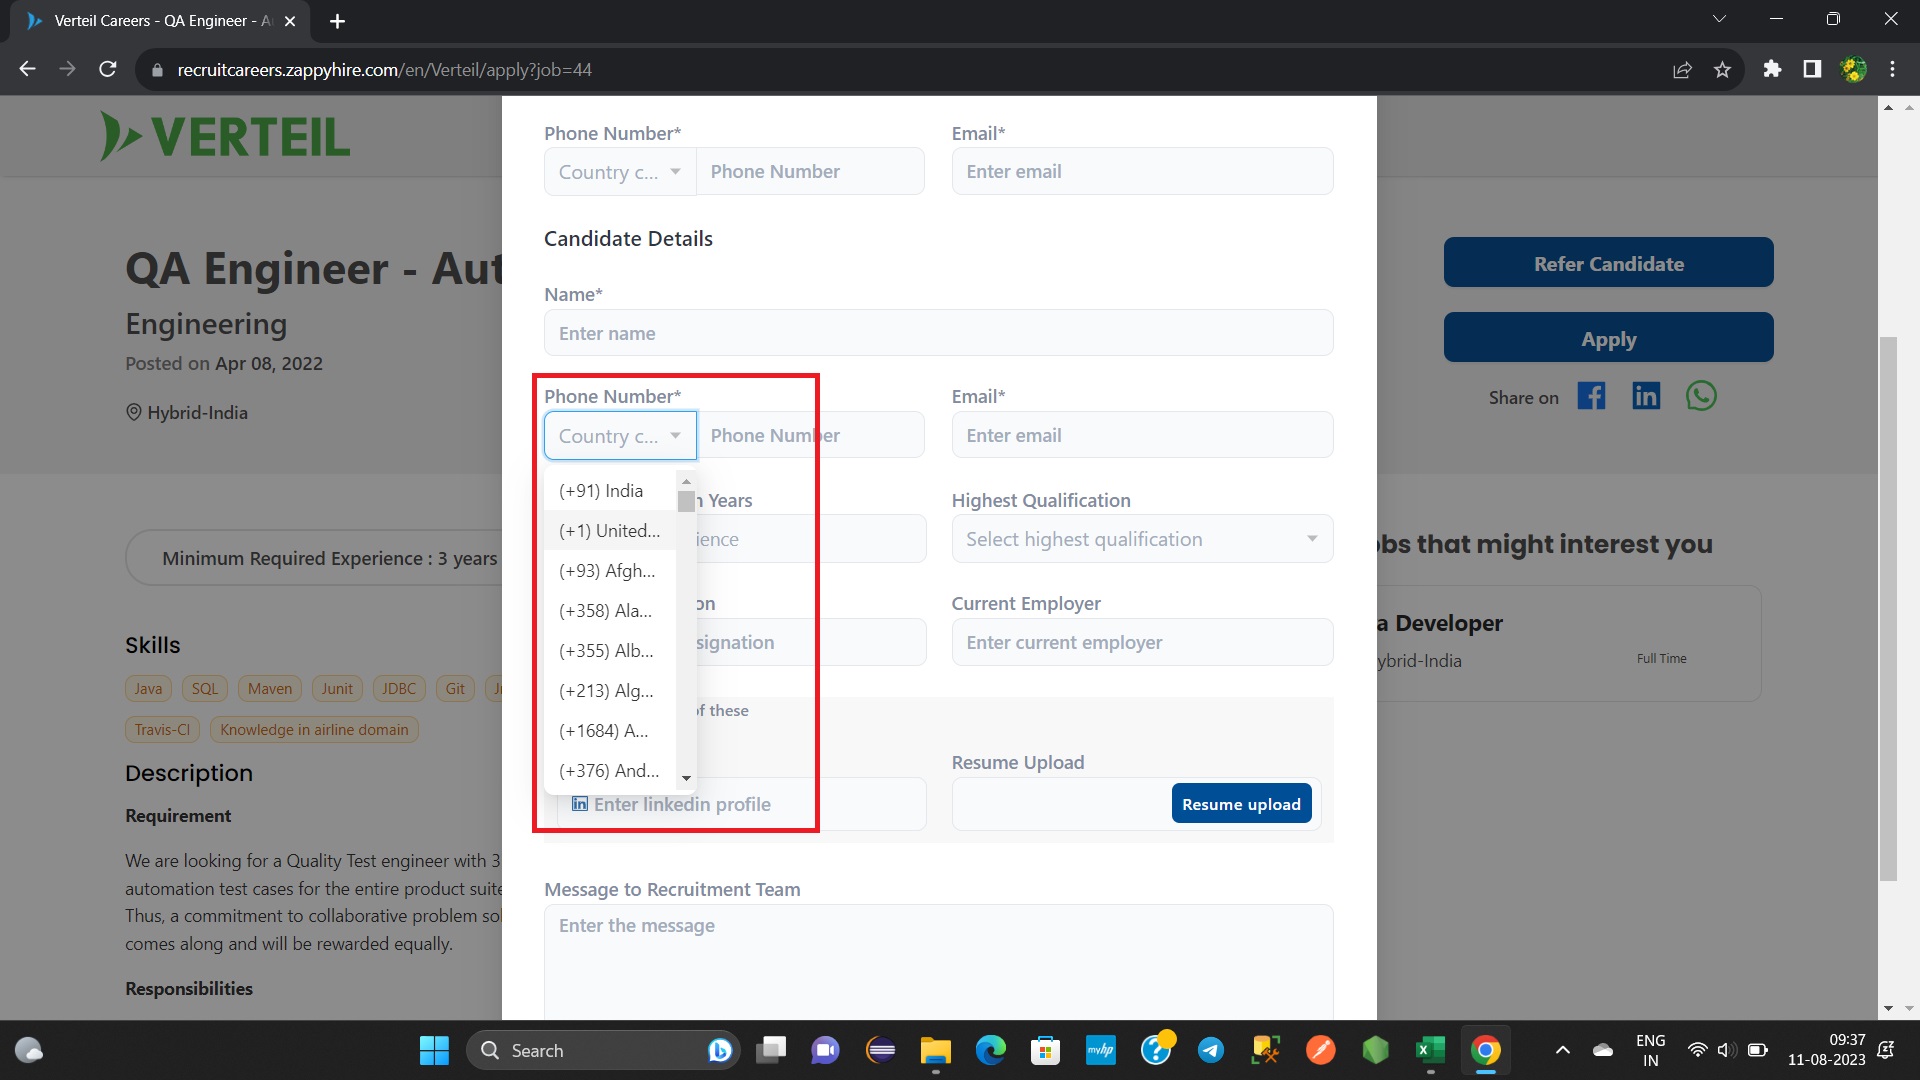 Verteil Careers - QA Engineer - A
recruitcareers.zappyhire.com/en/Verteil/apply?job=44
VERTEIL
QA Engineer - Aut
Engineering
Posted on Apr 08, 2022
Hybrid-India
Minimum Required Experience : 3 years
Skills
Java SQL Maven Junit JDBC Git
Travis-CI Knowledge in airline domain
Description
Requirement
We are looking for a Quality Test engineer with 3
automation test cases for the entire product suite
Thus, a commitment to collaborative problem sol
comes along and will be rewarded equally.
Responsibilities
Phone Number* Email*
Country c... Phone Number Enter email
Candidate Details
Name*
Enter name
Phone Number* Email*
Country c... Phone Number Enter email
(+91) India
(+1) United...
(+93) Afgh...
(+358) Ala...
(+355) Alb...
(+213) Alg...
(+1684) A...
(+376) And...
n Years Highest Qualification
ience Select highest qualification
on Current Employer
signation Enter current employer
of these
Resume Upload
in Enter linkedin profile Resume upload
Message to Recruitment Team
Enter the message
Refer Candidate
Apply
Share on
in
obs that might interest you
a Developer
ybrid-India Full Time
Search
myhp
ENG
IN
09:37
11-08-2023